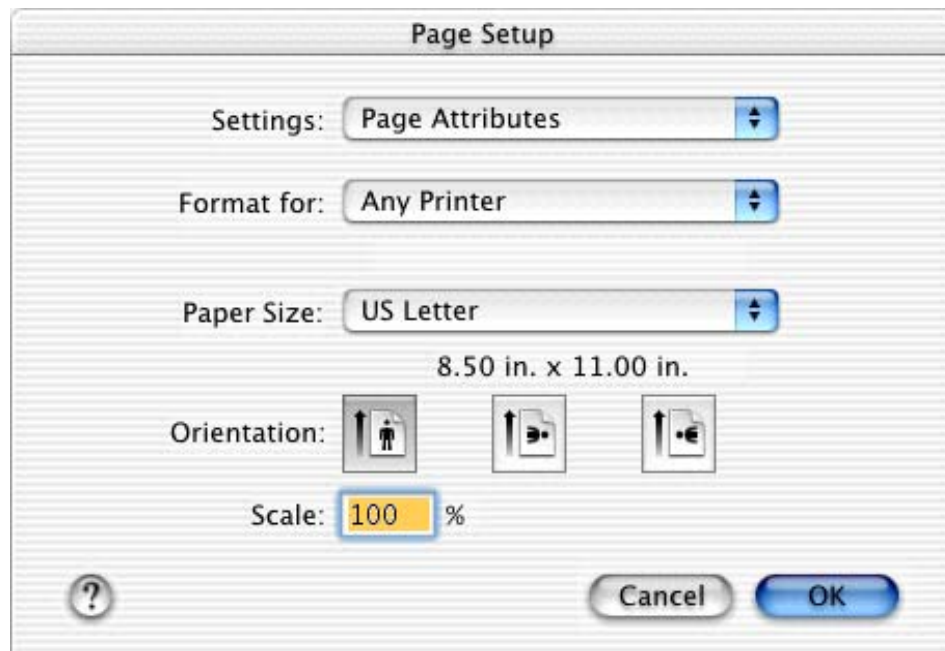 Page Setup
Settings: Page Attributes
Format for: Any Printer
Paper Size: US Letter
8.50 in. x 11.00 in.
Orientation:
Scale: 100 %
? Cancel OK